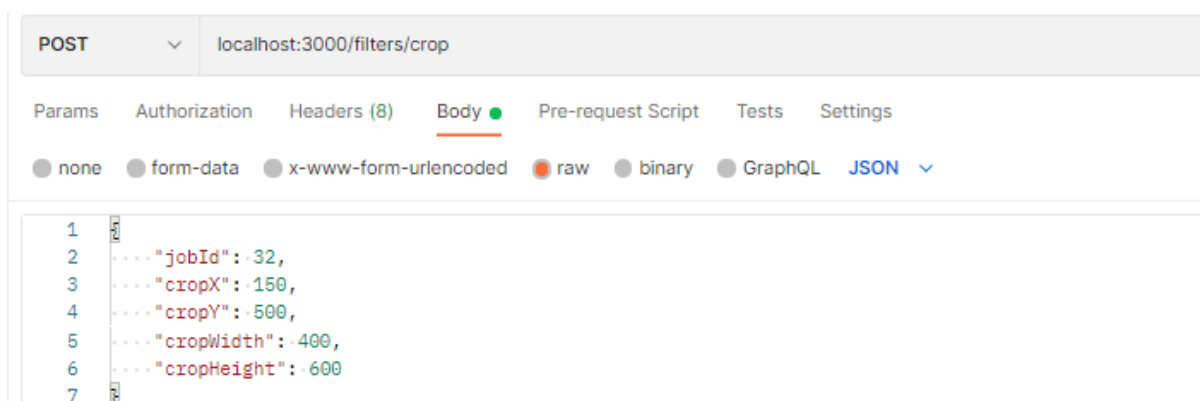 POST localhost:3000/filters/crop
Params Authorization Headers (8) Body Pre-request Script Tests Settings
none form-data x-www-form-urlencoded raw binary GraphQL JSON
1 {
2 "jobId": 32,
3 "cropX": 150,
4 "cropY": 500,
5 "cropWidth": 400,
6 "cropHeight": 600
7 }